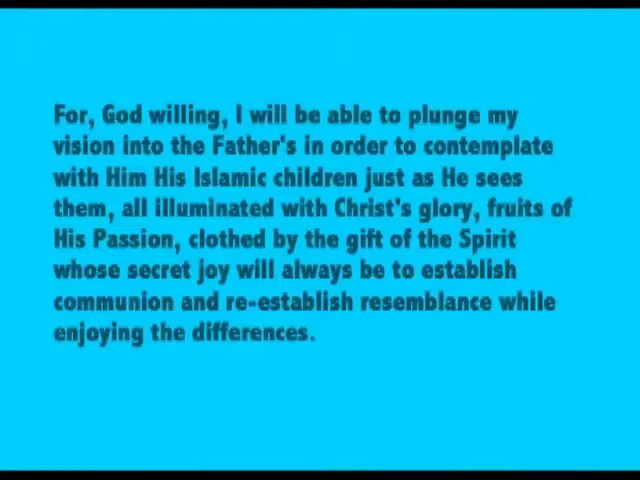 For, God willing, I will be able to plunge my
vision into the Father's in order to contemplate
with Him His Islamic children just as He sees
them, all illuminated with Christ's glory, fruits of
His Passion, clothed by the gift of the Spirit
whose secret joy will always be to establish
communion and re-establish resemblance while
enjoying the differences.